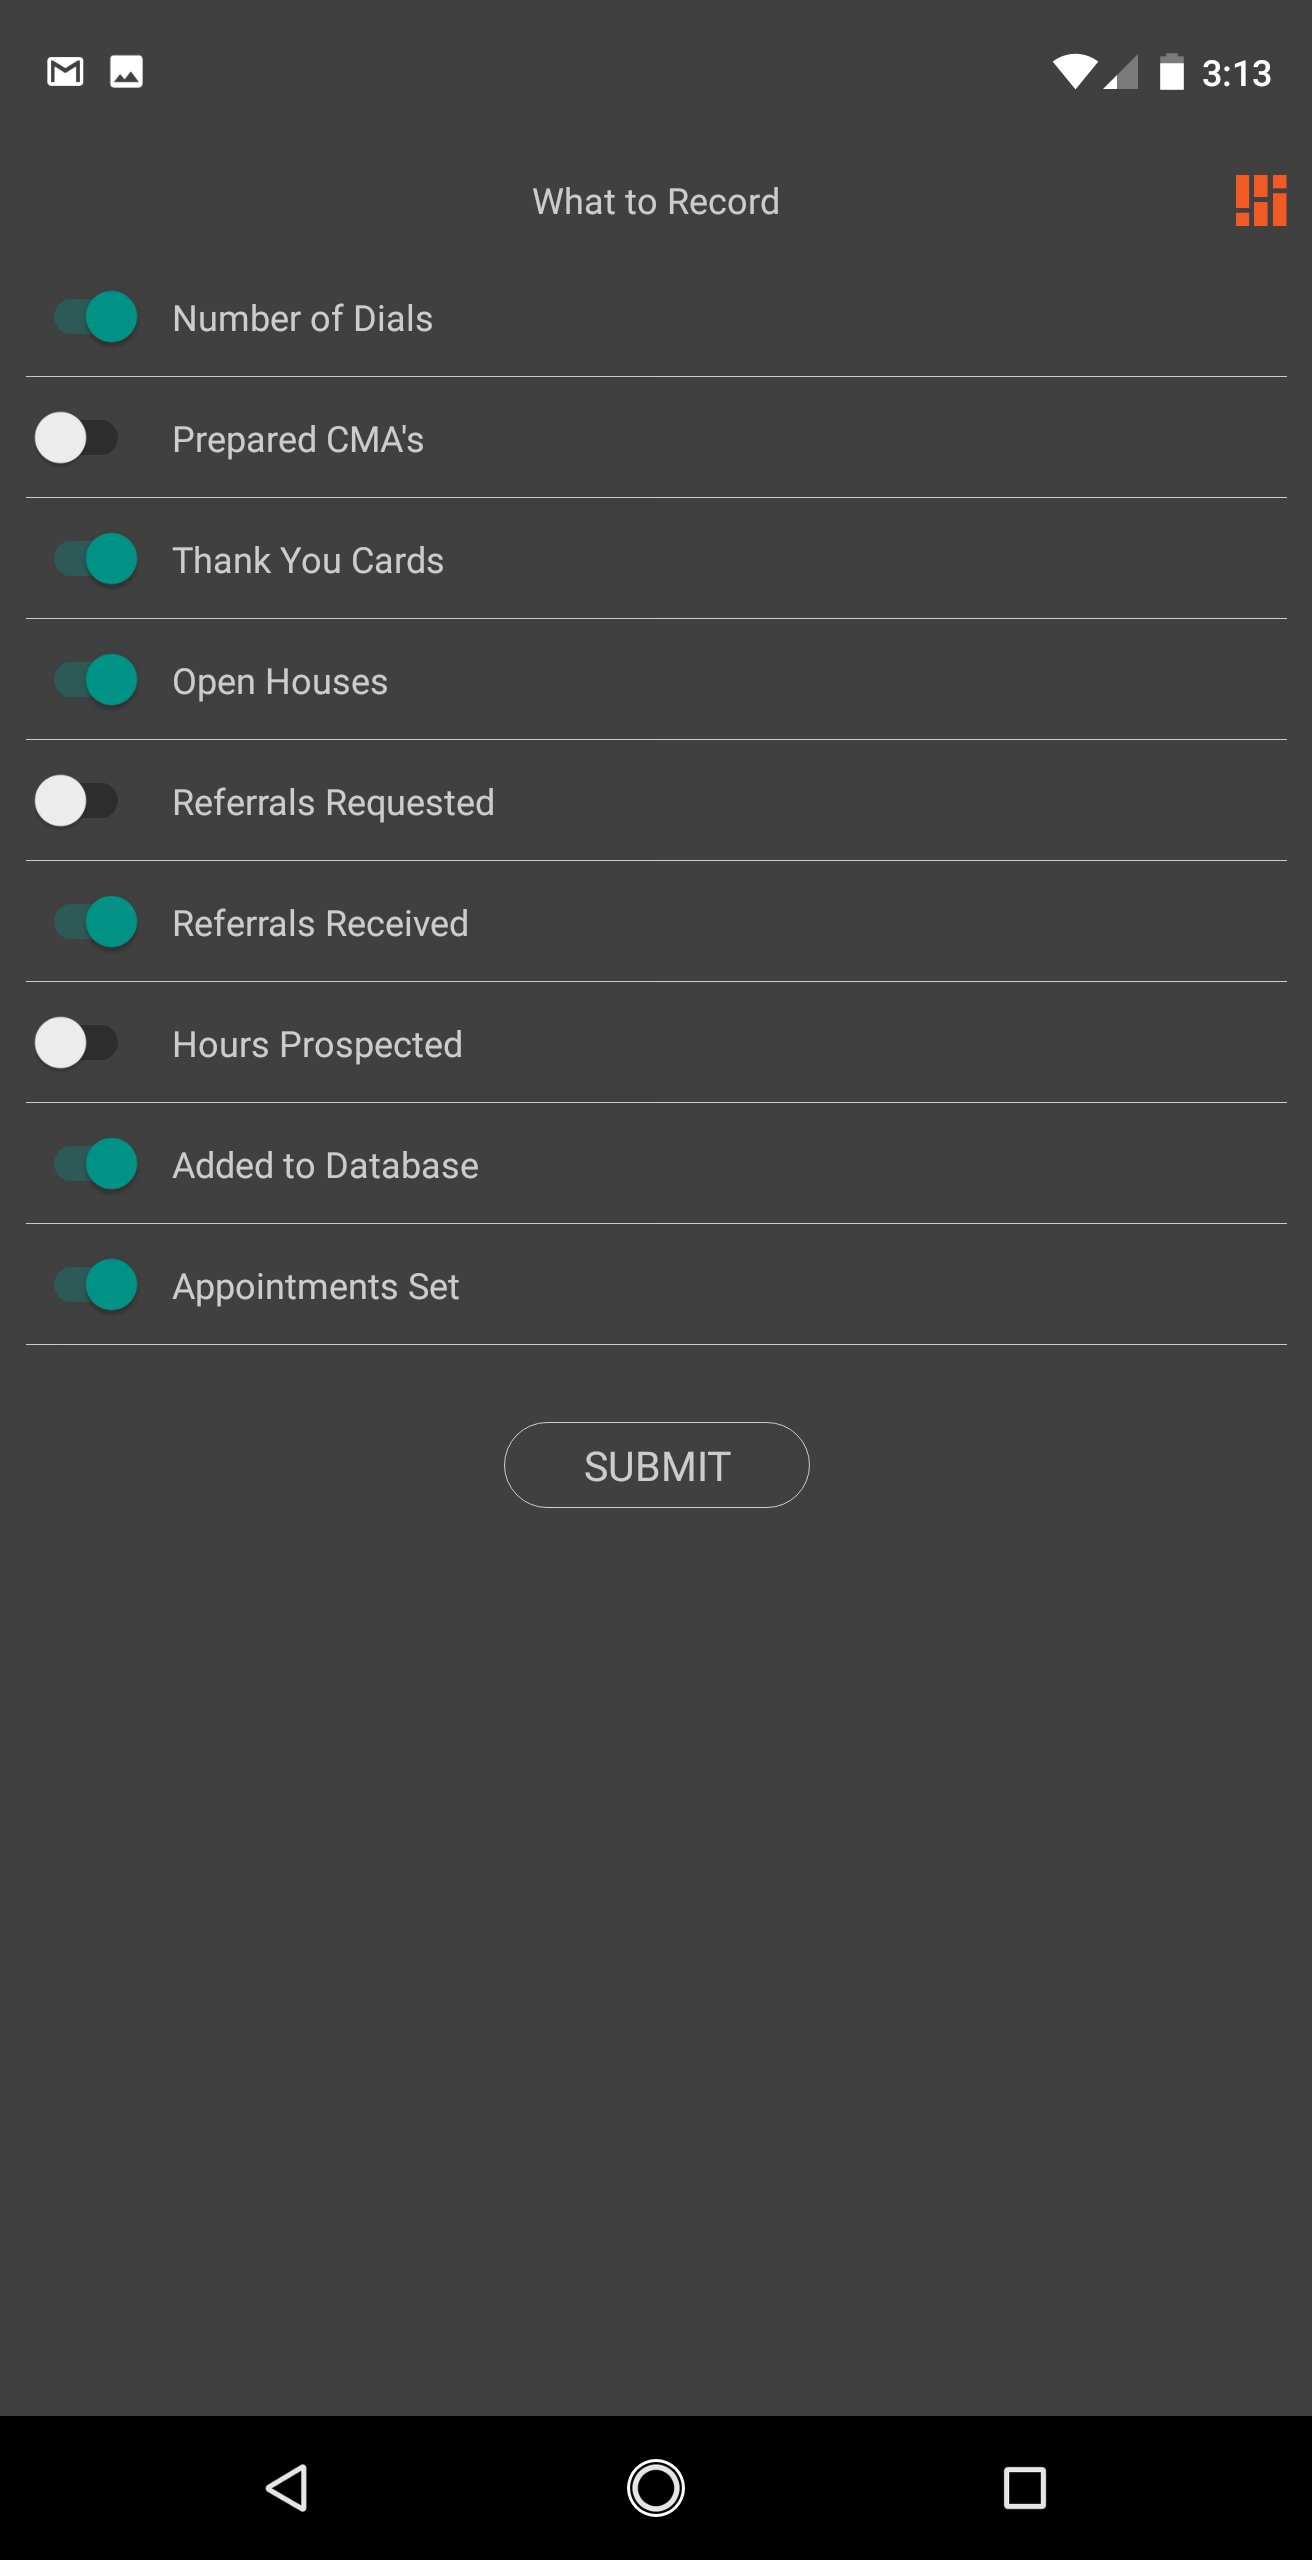 3:13
What to Record
Number of Dials
Prepared CMA's
Thank You Cards
Open Houses
Referrals Requested
Referrals Received
Hours Prospected
Added to Database
Appointments Set
SUBMIT